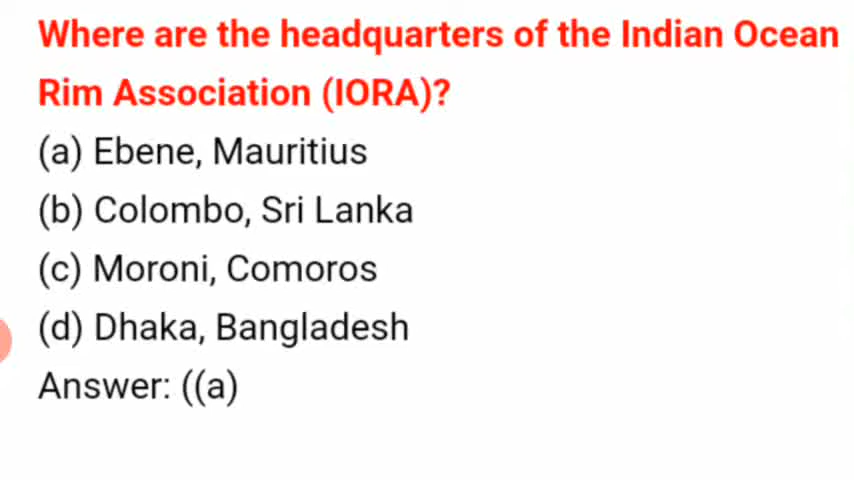 Where are the headquarters of the Indian Ocean
Rim Association (IORA)?
(a) Ebene, Mauritius
(b) Colombo, Sri Lanka
(c) Moroni, Comoros
(d) Dhaka, Bangladesh
Answer: ((a)